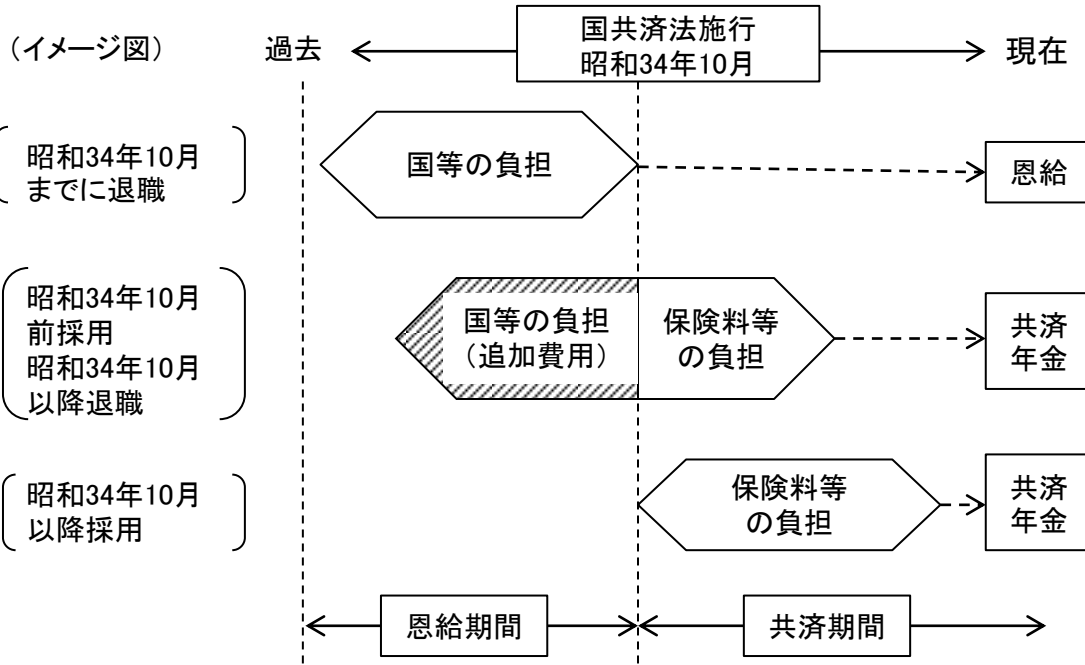 (イメージ図)
過去
国共済法施行
昭和34年10月
現在
昭和34年10月
までに退職
国等の負担
恩給
昭和34年10月
前採用
昭和34年10月
以降退職
国等の負担
(追加費用)
保険料等
の負担
共済
年金
昭和34年10月
以降採用
保険料等
の負担
共済
年金
恩給期間
共済期間